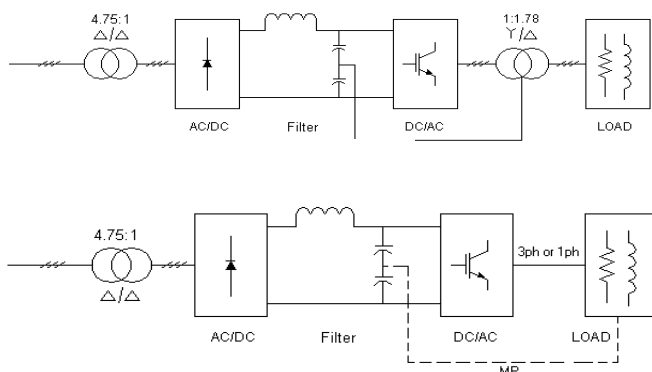 4.75:1
△/△
1:1.78
Y/△
AC/DC
Filter
DC/AC
LOAD
4.75:1
△/△
3ph or 1ph
AC/DC
Filter
DC/AC
LOAD
MP